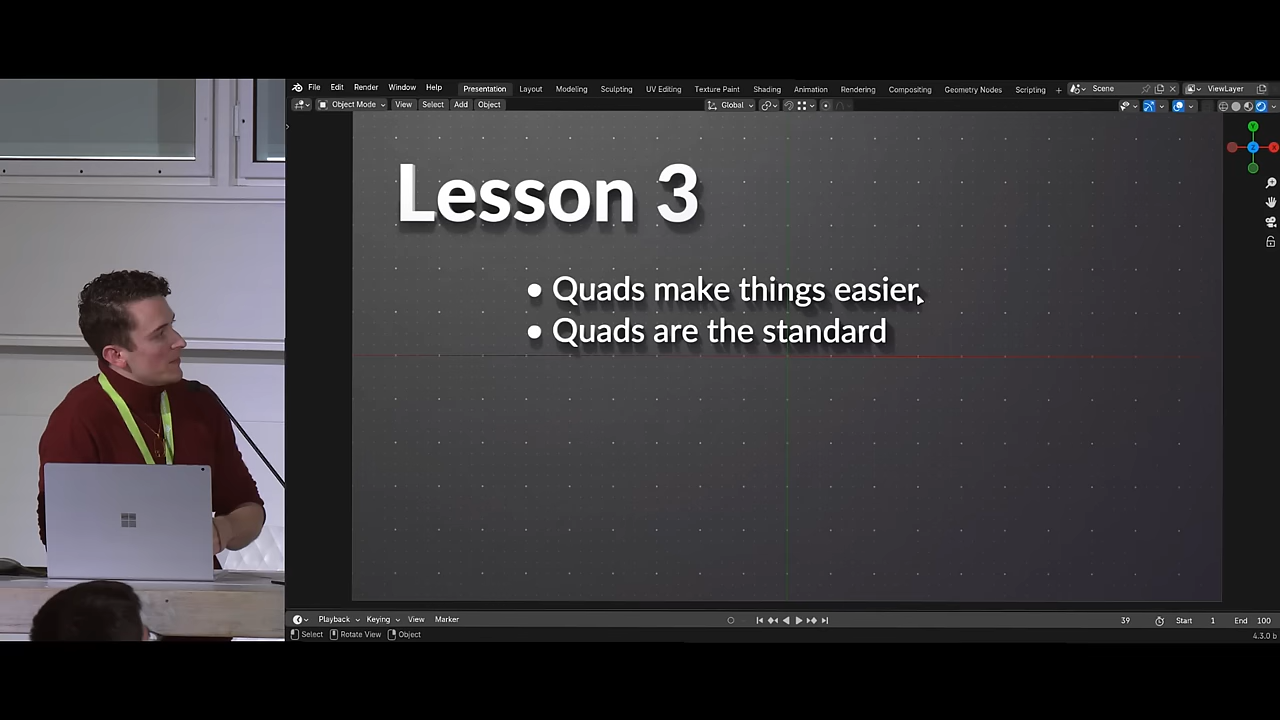 File Edit Render Window Help Presentation Layout Modeling Sculpting UV Editing Texture Paint Shading Animation Rendering Compositing Geometry Nodes Scripting + Scene ViewLayer
Object Mode View Select Add Object Global
Lesson 3
• Quads make things easier
• Quads are the standard
Playback Keying View Marker 39 Start 1 End 100
Select Rotate View Object 4.3.0 b